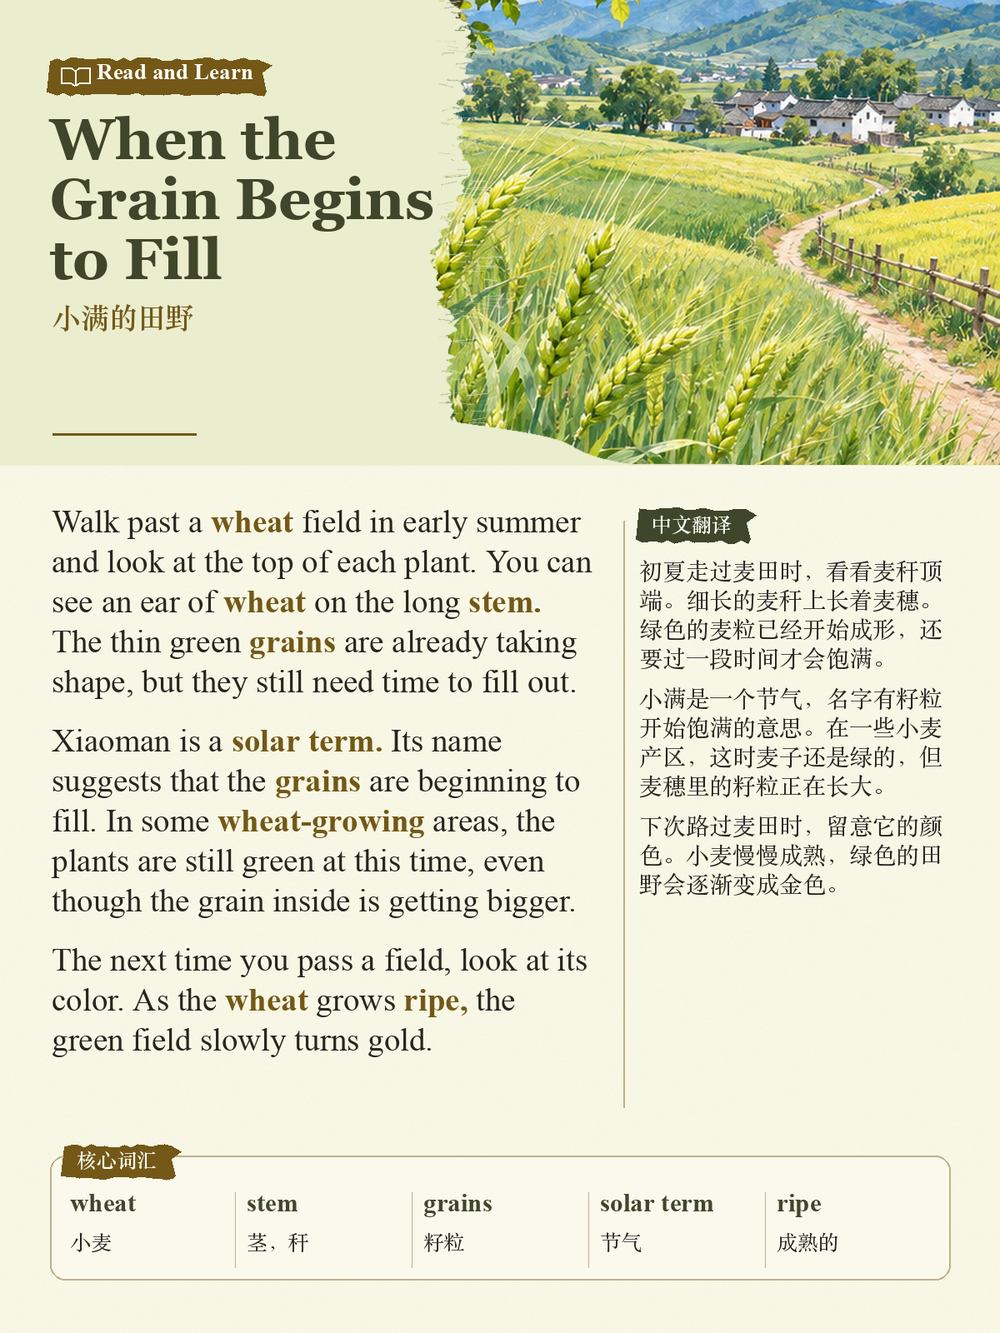 Read and Learn
When the
Grain Begins
to Fill
小满的田野
Walk past a wheat field in early summer
and look at the top of each plant. You can
see an ear of wheat on the long stem.
The thin green grains are already taking
shape, but they still need time to fill out.
Xiaoman is a solar term. Its name
suggests that the grains are beginning to
fill. In some wheat-growing areas, the
plants are still green at this time, even
though the grain inside is getting bigger.
The next time you pass a field, look at its
color. As the wheat grows ripe, the
green field slowly turns gold.
中文翻译
初夏走过麦田时，看看麦秆顶
端。细长的麦秆上长着麦穗。
绿色的麦粒已经开始成形，还
要过一段时间才会饱满。
小满是一个节气，名字有籽粒
开始饱满的意思。在一些小麦
产区，这时麦子还是绿的，但
麦穗里的籽粒正在长大。
下次路过麦田时，留意它的颜
色。小麦慢慢成熟，绿色的田
野会逐渐变成金色。
核心词汇
wheat
小麦
stem
茎，秆
grains
籽粒
solar term
节气
ripe
成熟的